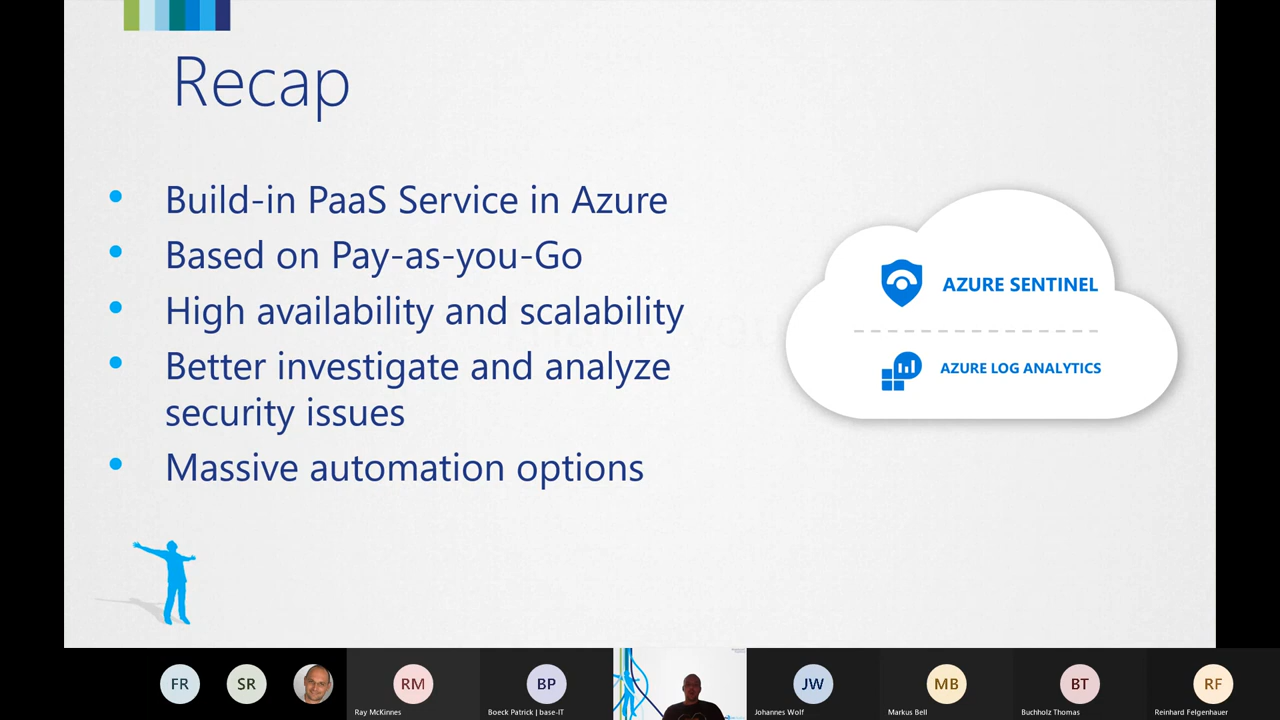 Recap
Build-in PaaS Service in Azure
Based on Pay-as-you-Go
High availability and scalability
Better investigate and analyze
security issues
Massive automation options
AZURE SENTINEL
AZURE LOG ANALYTICS
FR
SR
RM
Ray McKinnes
BP
Boeck Patrick | base-IT
JW
Johannes Wolf
MB
Markus Bell
BT
Buchholz Thomas
RF
Reinhard Felgenhauer